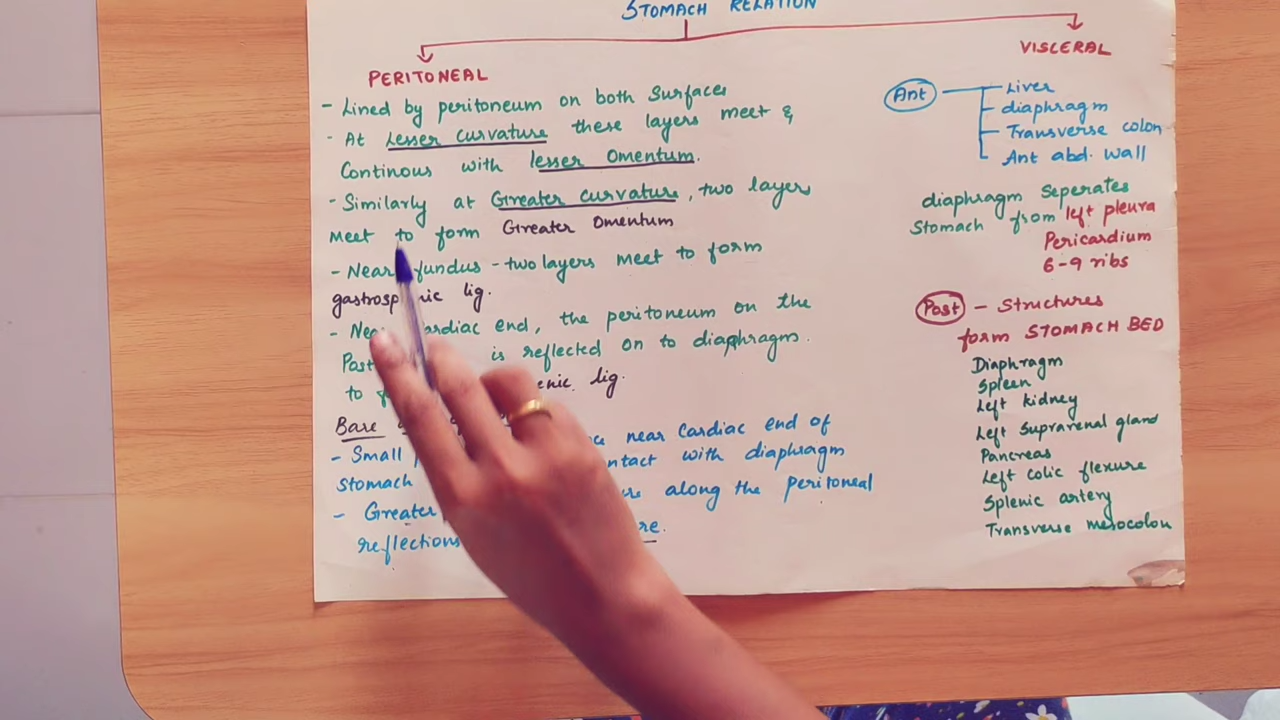 STOMACH RELATION
PERITONEAL
- Lined by peritoneum on both surfaces
- At Lesser curvature these layers meet &
Continous with lesser Omentum.
- Similarly at Greater curvature, two layers
meet to form Greater Omentum
- Near fundus - two layers meet to form
gastrosp nic lig.
- Nea ardiac end, the peritoneum on the
Post is reflected on to diaphragm.
to enic lig.
Bare
- Small near cardiac end of
Stomach ntact with diaphragm
- Greater along the peritoneal
reflections re.
VISCERAL
Ant - Liver
- diaphragm
- Transverse colon
- Ant abd. wall
diaphragm Seperates
Stomach from left pleura
Pericardium
6-9 ribs
Post - Structures
form STOMACH BED
Diaphragm
Spleen
Left kidney
Left Suprarenal gland
Pancreas
Left colic flexure
Splenic artery
Transverse mesocolon